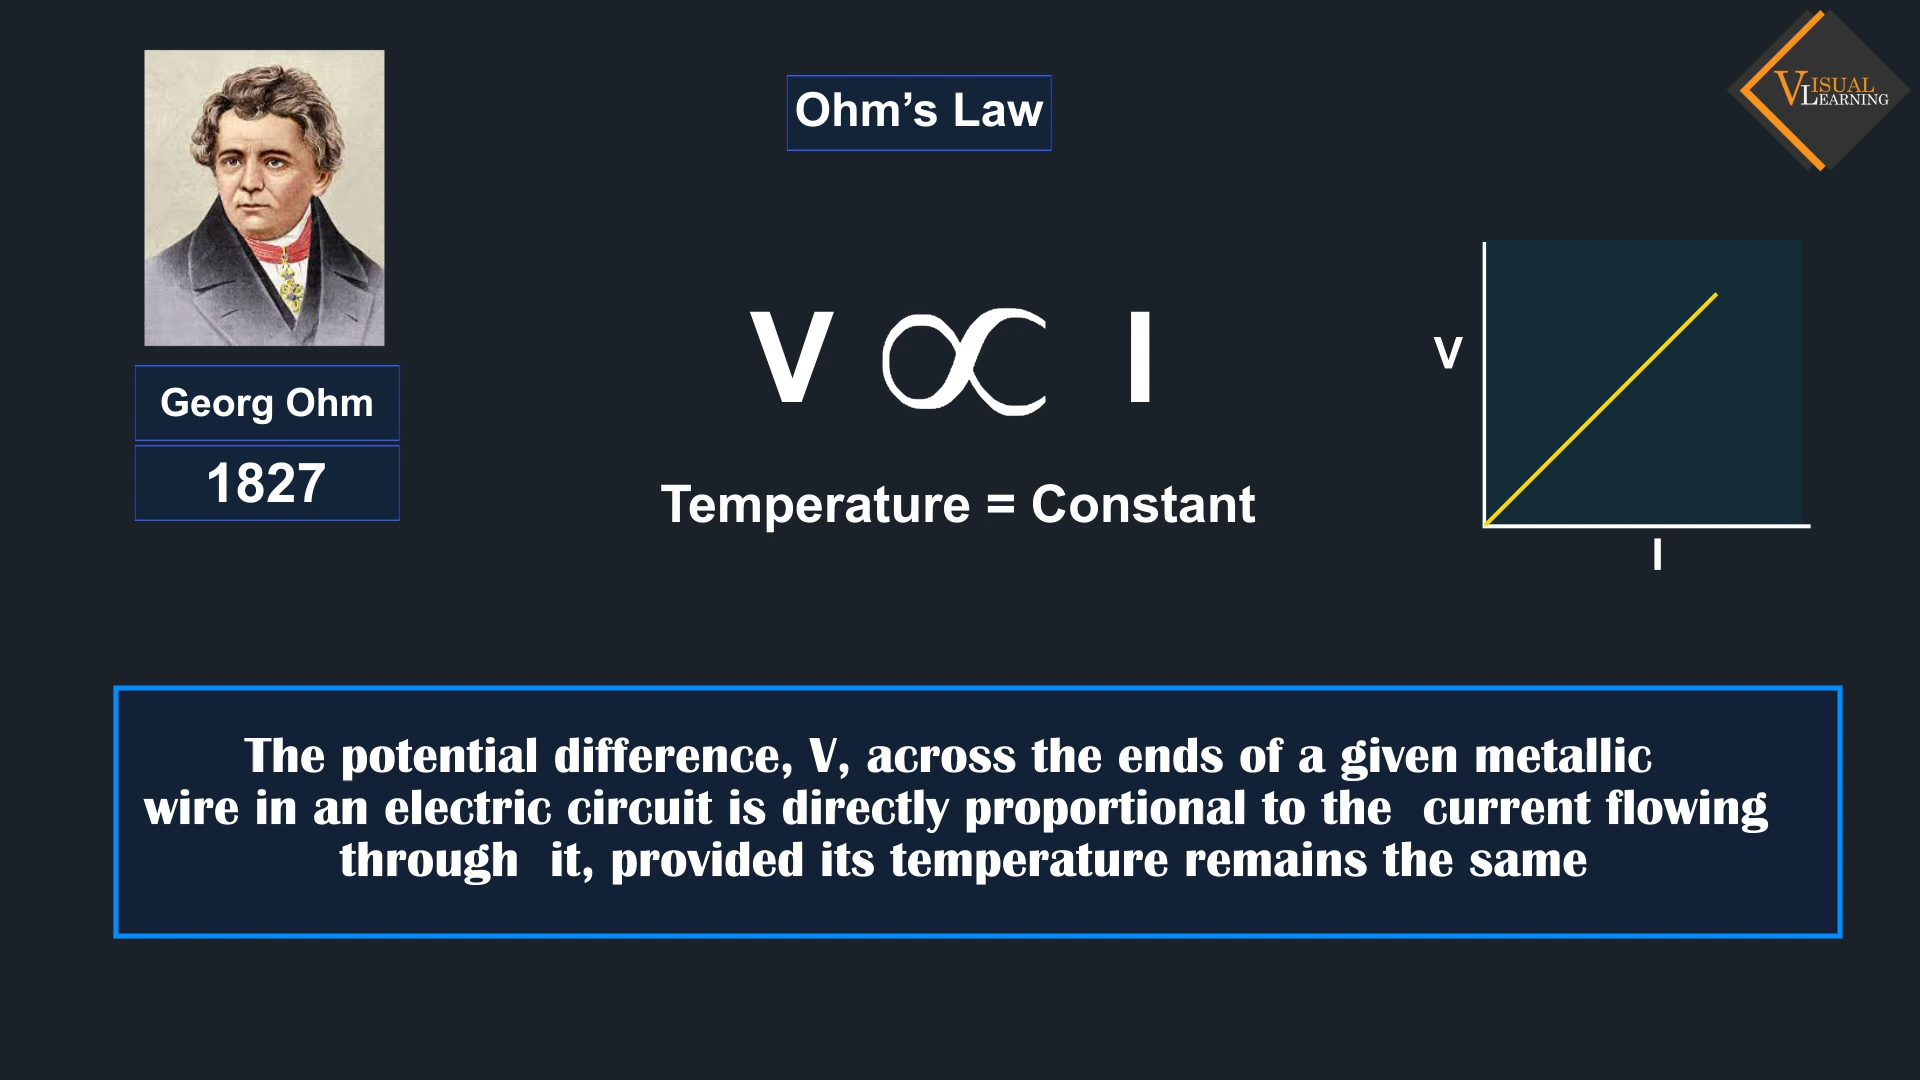 Ohm’s Law
VISUAL
LEARNING
Georg Ohm
1827
V ∝ I
Temperature = Constant
V
I
The potential difference, V, across the ends of a given metallic
wire in an electric circuit is directly proportional to the current flowing
through it, provided its temperature remains the same